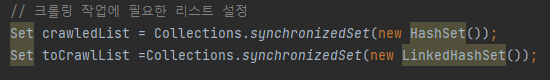 // 크롤링 작업에 필요한 리스트 설정
Set crawledList = Collections.synchronizedSet(new HashSet());
Set toCrawlList =Collections.synchronizedSet(new LinkedHashSet());